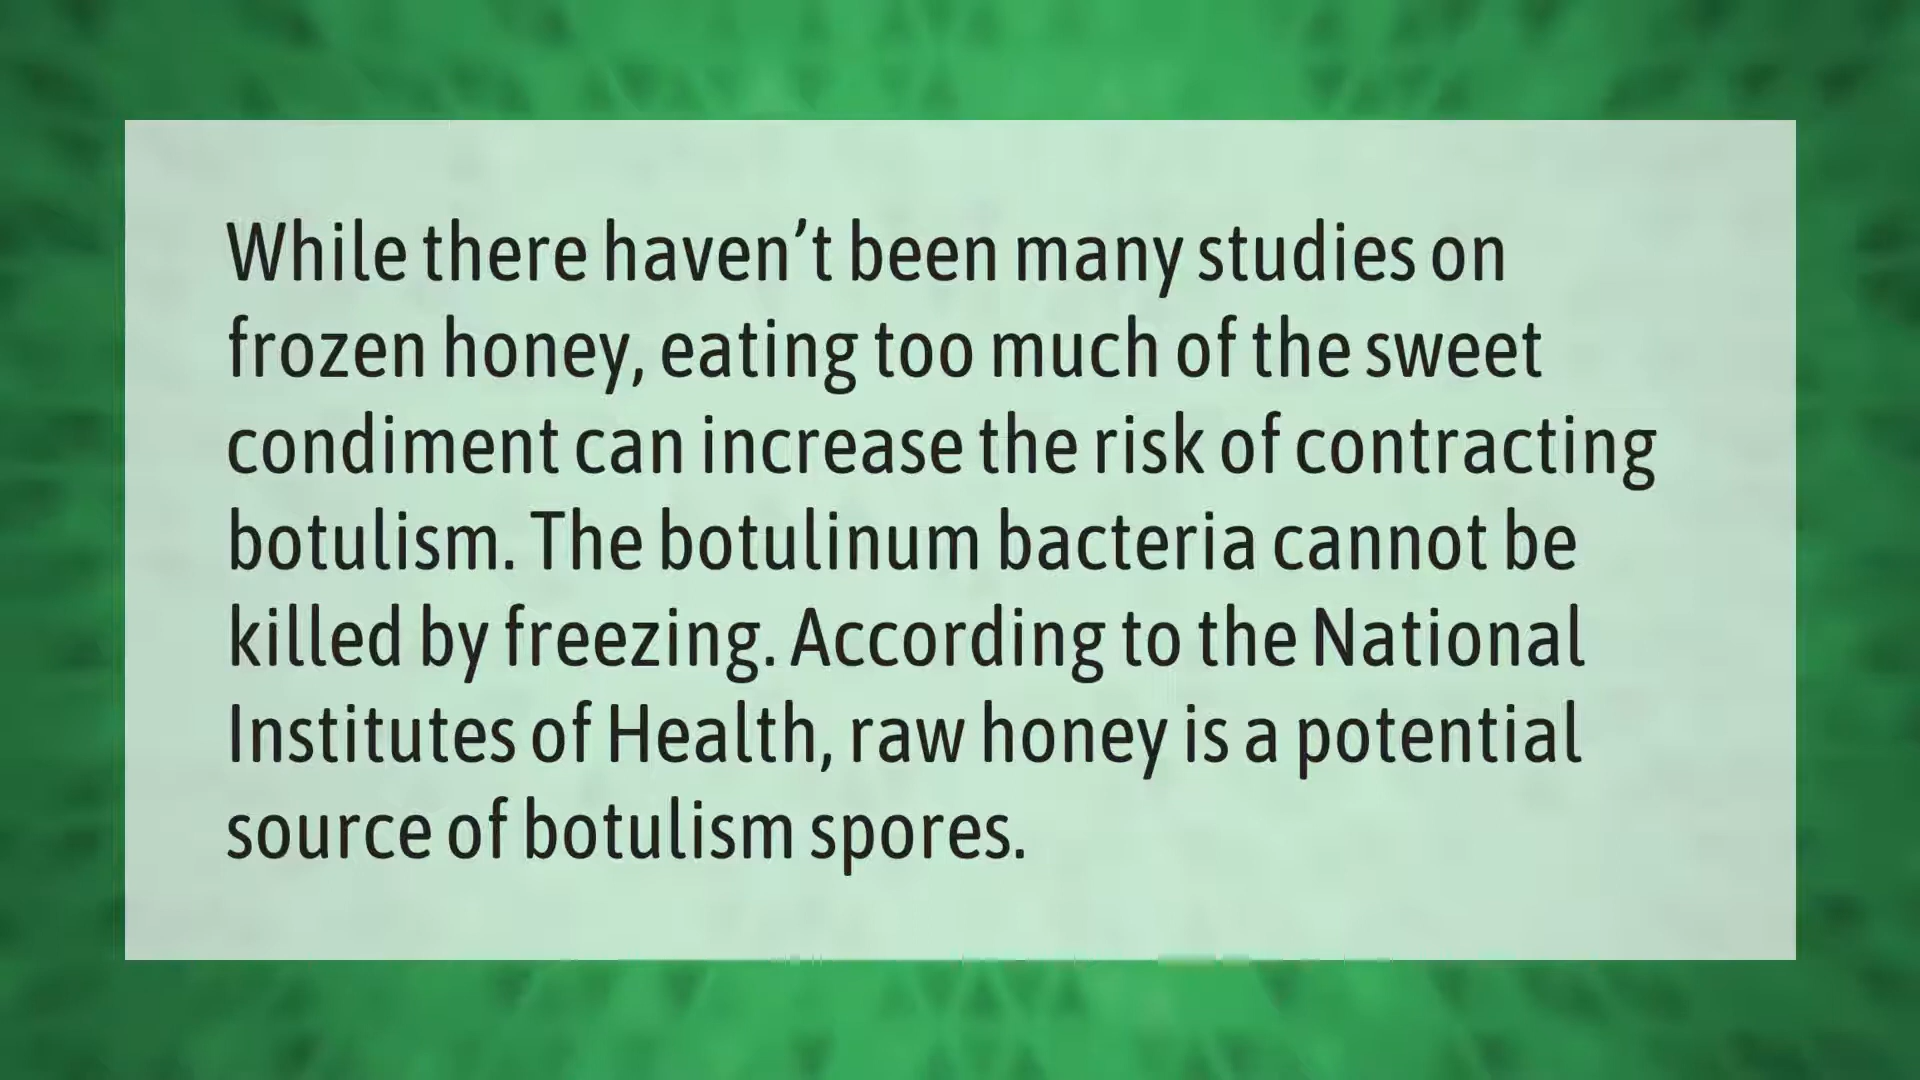 While there haven’t been many studies on
frozen honey, eating too much of the sweet
condiment can increase the risk of contracting
botulism. The botulinum bacteria cannot be
killed by freezing. According to the National
Institutes of Health, raw honey is a potential
source of botulism spores.